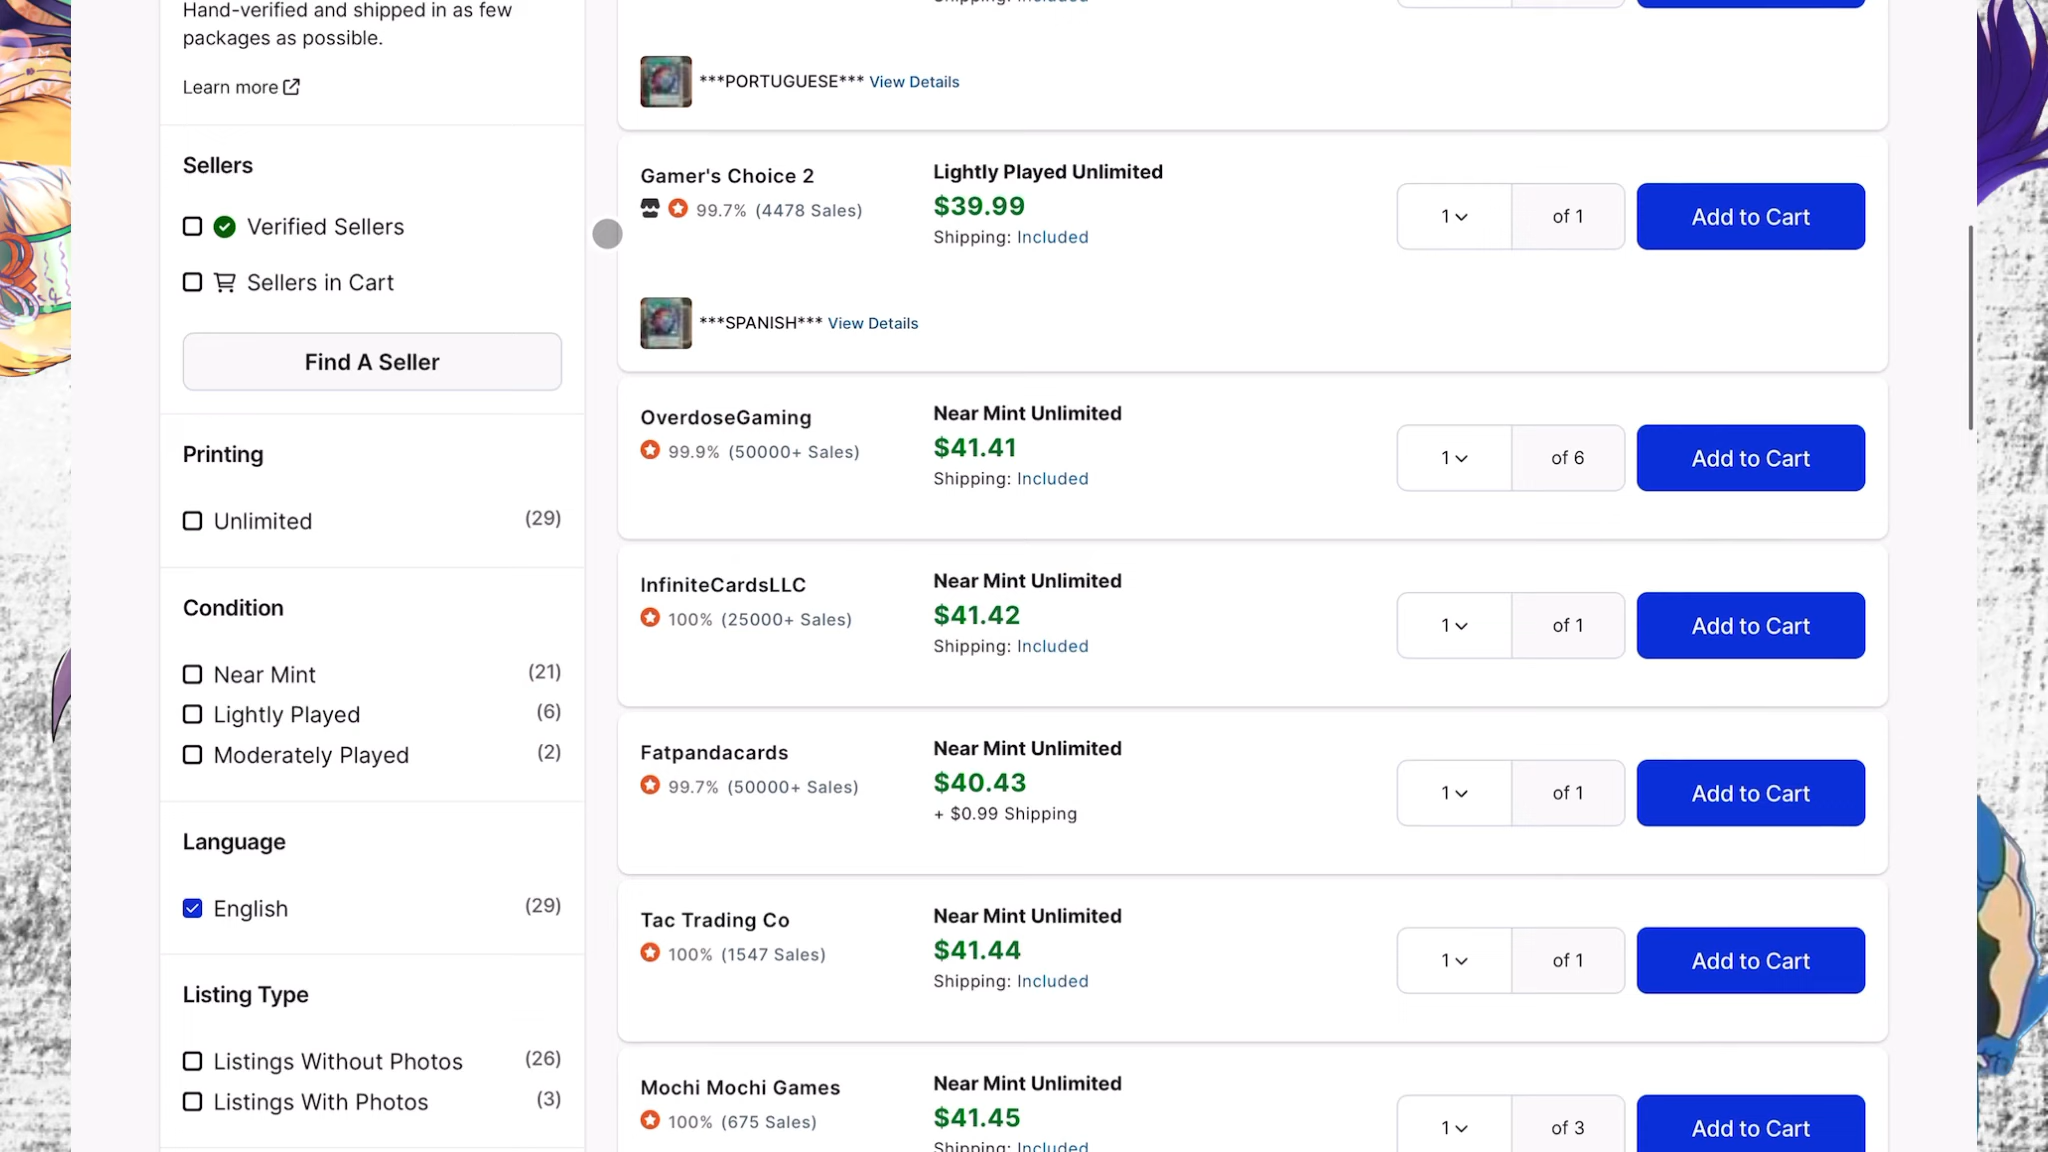 Hand-verified and shipped in as few
packages as possible.
Learn more
Sellers
Verified Sellers
Sellers in Cart
Find A Seller
Printing
Unlimited (29)
Condition
Near Mint (21)
Lightly Played (6)
Moderately Played (2)
Language
English (29)
Listing Type
Listings Without Photos (26)
Listings With Photos (3)
Shipping: Included
***PORTUGUESE*** View Details
Gamer's Choice 2
99.7% (4478 Sales)
Lightly Played Unlimited
$39.99
Shipping: Included
1 of 1
Add to Cart
***SPANISH*** View Details
OverdoseGaming
99.9% (50000+ Sales)
Near Mint Unlimited
$41.41
Shipping: Included
1 of 6
Add to Cart
InfiniteCardsLLC
100% (25000+ Sales)
Near Mint Unlimited
$41.42
Shipping: Included
1 of 1
Add to Cart
Fatpandacards
99.7% (50000+ Sales)
Near Mint Unlimited
$40.43
+ $0.99 Shipping
1 of 1
Add to Cart
Tac Trading Co
100% (1547 Sales)
Near Mint Unlimited
$41.44
Shipping: Included
1 of 1
Add to Cart
Mochi Mochi Games
100% (675 Sales)
Near Mint Unlimited
$41.45
Shipping: Included
1 of 3
Add to Cart